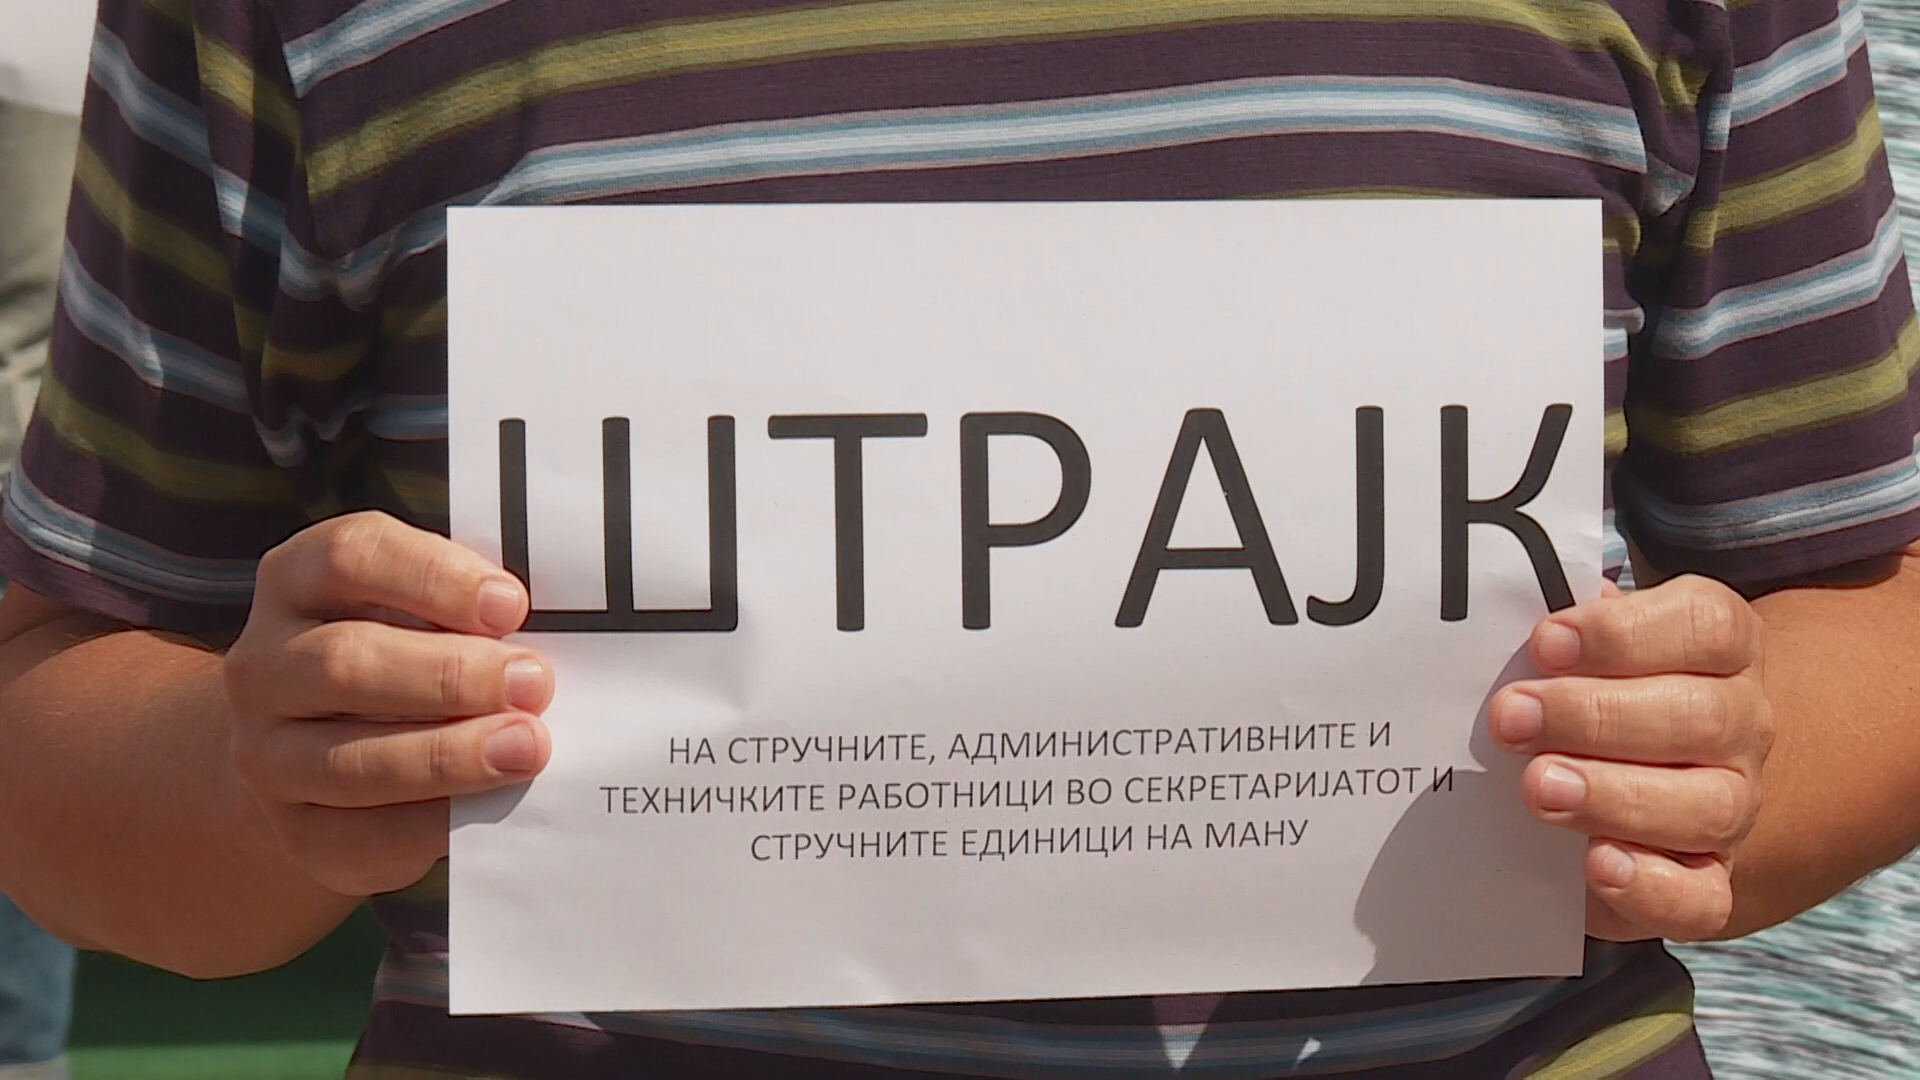 ШТРАЈК
НА СТРУЧНИТЕ, АДМИНИСТРАТИВНИТЕ И
ТЕХНИЧКИТЕ РАБОТНИЦИ ВО СЕКРЕТАРИЈАТОТ И
СТРУЧНИТЕ ЕДИНИЦИ НА МАНУ